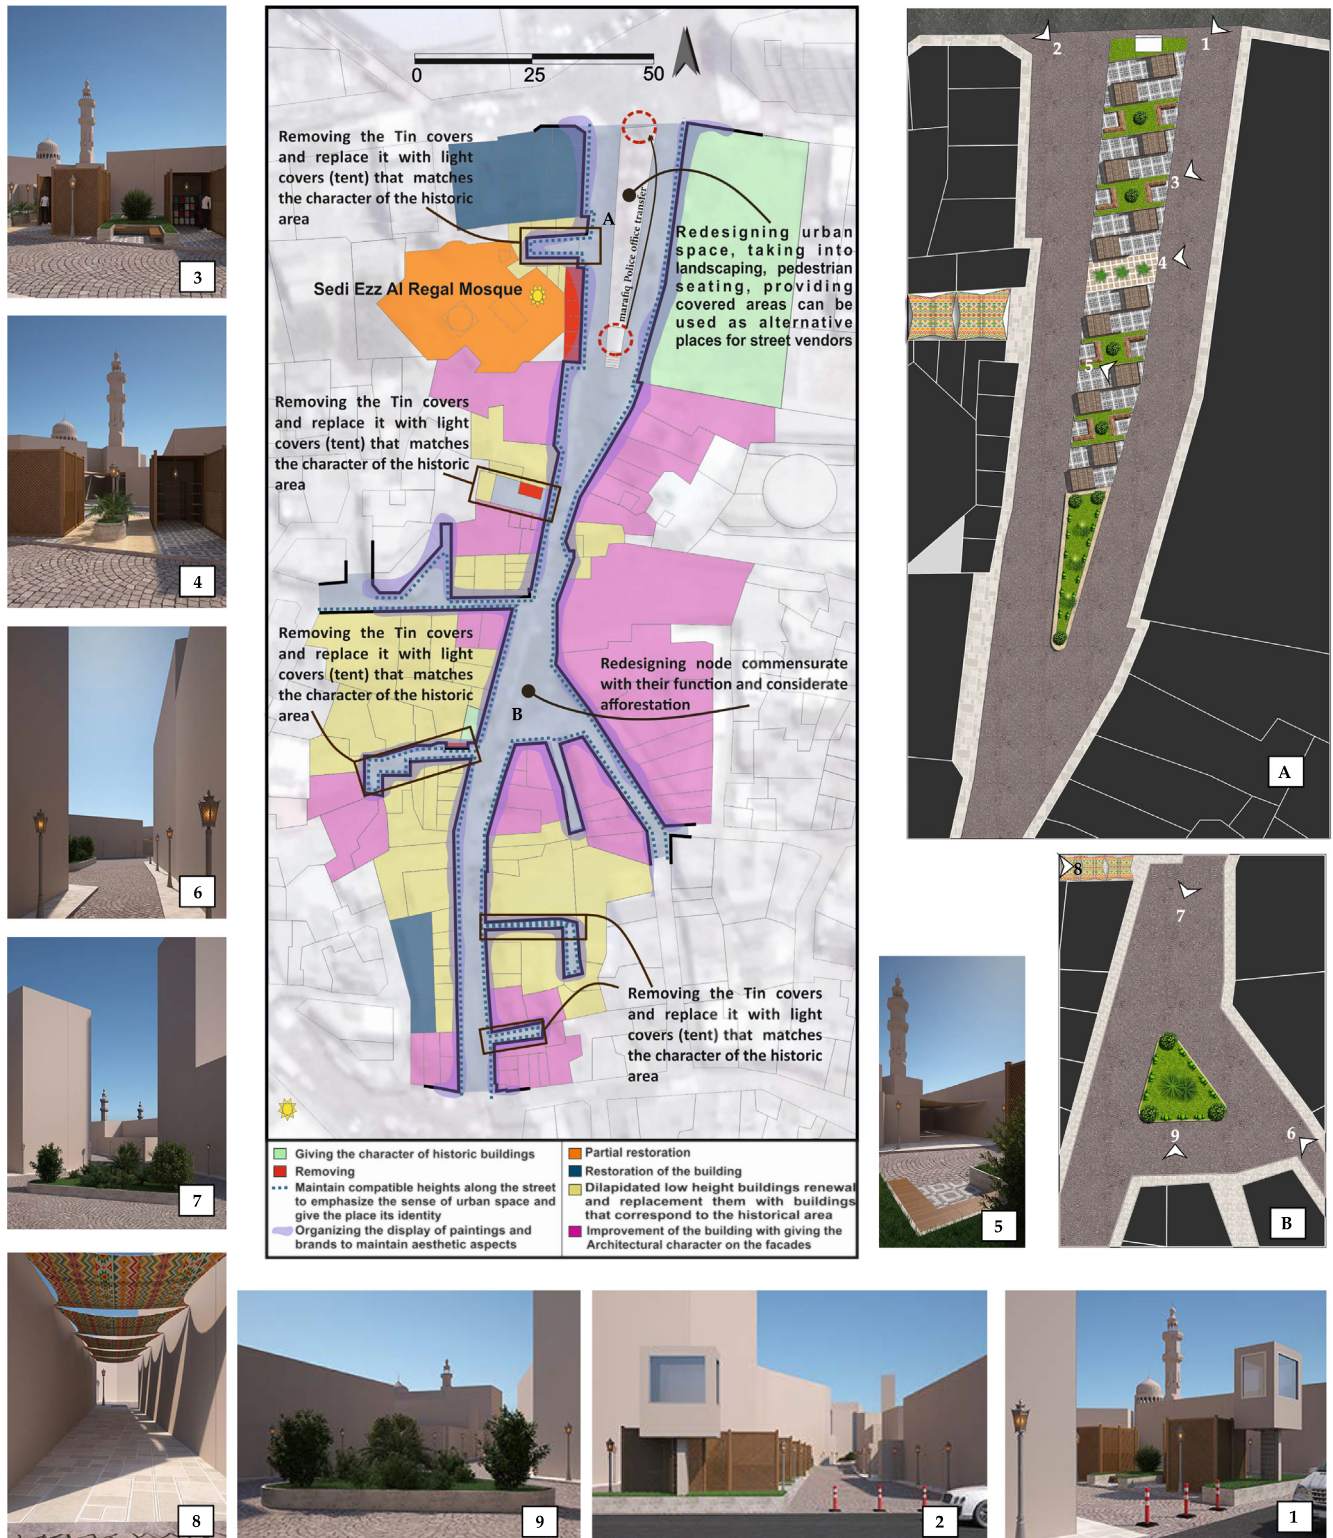 3
4
6
7
8
0 25 50
Removing the Tin covers
and replace it with light
covers (tent) that matches
the character of the historic
area
A
marafiq Police office transfer
Redesigning urban
space, taking into
landscaping, pedestrian
seating, providing
covered areas can be
used as alternative
places for street vendors
Sedi Ezz Al Regal Mosque
Removing the Tin covers
and replace it with light
covers (tent) that matches
the character of the historic
area
Removing the Tin covers
and replace it with light
covers (tent) that matches
the character of the historic
area
Redesigning node commensurate
with their function and considerate
afforestation
B
Removing the Tin covers
and replace it with light
covers (tent) that matches
the character of the historic
area
Giving the character of historic buildings
Removing
Maintain compatible heights along the street
to emphasize the sense of urban space and
give the place its identity
Organizing the display of paintings and
brands to maintain aesthetic aspects
Partial restoration
Restoration of the building
Dilapidated low height buildings renewal
and replacement them with buildings
that correspond to the historical area
Improvement of the building with giving the
Architectural character on the facades
2
1
3
4
5
A
8
7
9
6
B
5
9
2
1